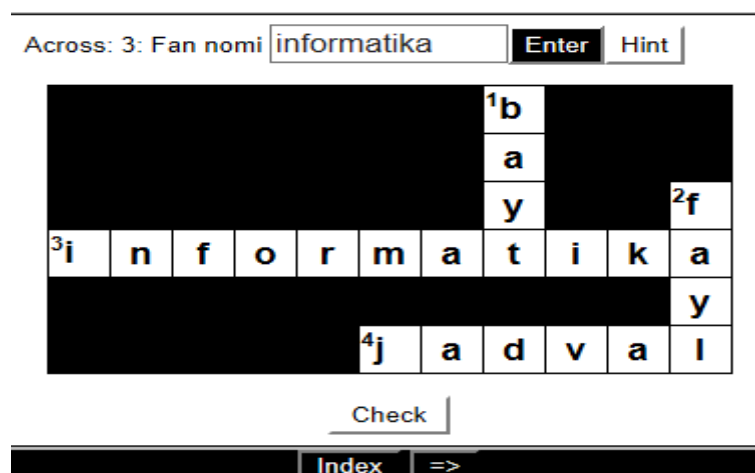 Across: 3: Fan nomi informatika Enter Hint
1b
a
y 2f
3i n f o r m a t i k a
y
4j a d v a l
Check
Index =>